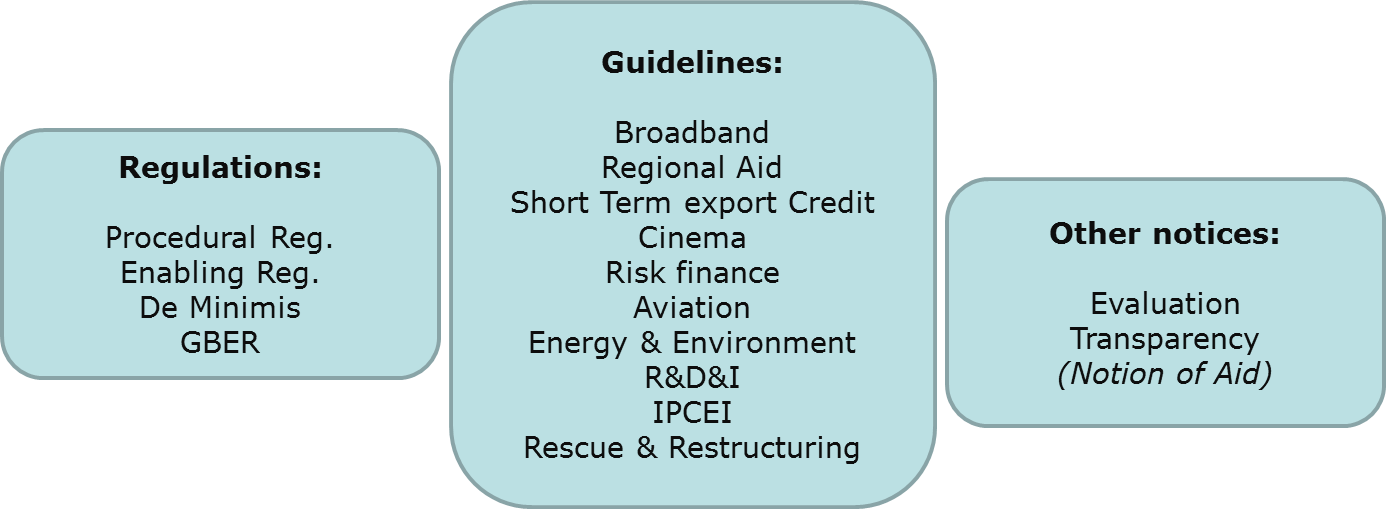 Regulations:
Procedural Reg.
Enabling Reg.
De Minimis
GBER
Guidelines:
Broadband
Regional Aid
Short Term export Credit
Cinema
Risk finance
Aviation
Energy & Environment
R&D&I
IPCEI
Rescue & Restructuring
Other notices:
Evaluation
Transparency
(Notion of Aid)